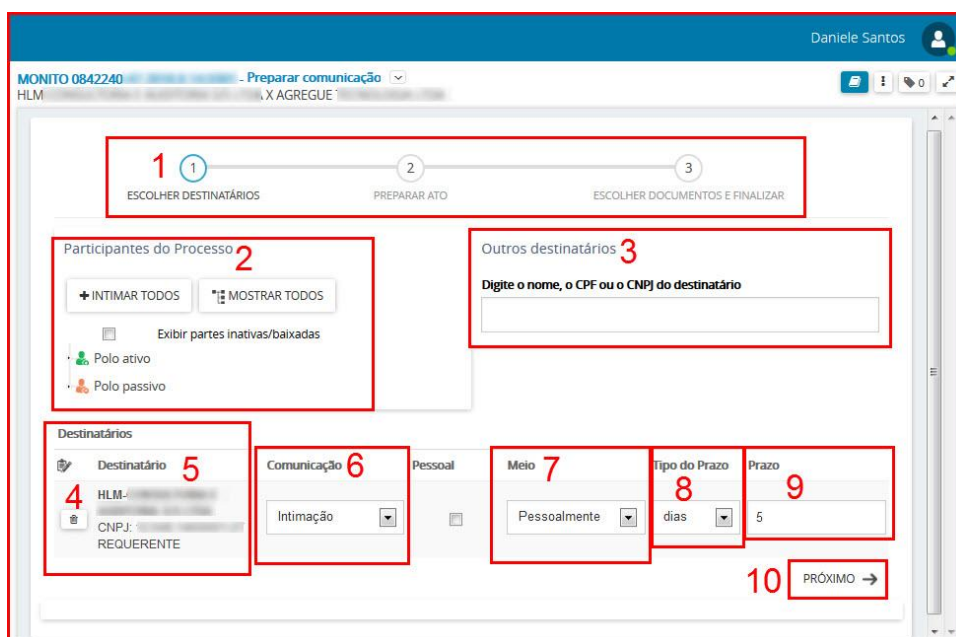 Daniele Santos
MONITO 0842240 - Preparar comunicação
HLM X AGREGUE
0
1
1 2 3
ESCOLHER DESTINATÁRIOS PREPARAR ATO ESCOLHER DOCUMENTOS E FINALIZAR
Participantes do Processo 2
+ INTIMAR TODOS MOSTRAR TODOS
Exibir partes inativas/baixadas
Polo ativo
Polo passivo
Outros destinatários 3
Digite o nome, o CPF ou o CNPJ do destinatário
Destinatários
Destinatário 5 Comunicação 6 Pessoal Meio 7 Tipo do Prazo 8 Prazo 9
4 HLM-
CNPJ:
REQUERENTE
Intimação Pessoalmente dias 5
10 PRÓXIMO →